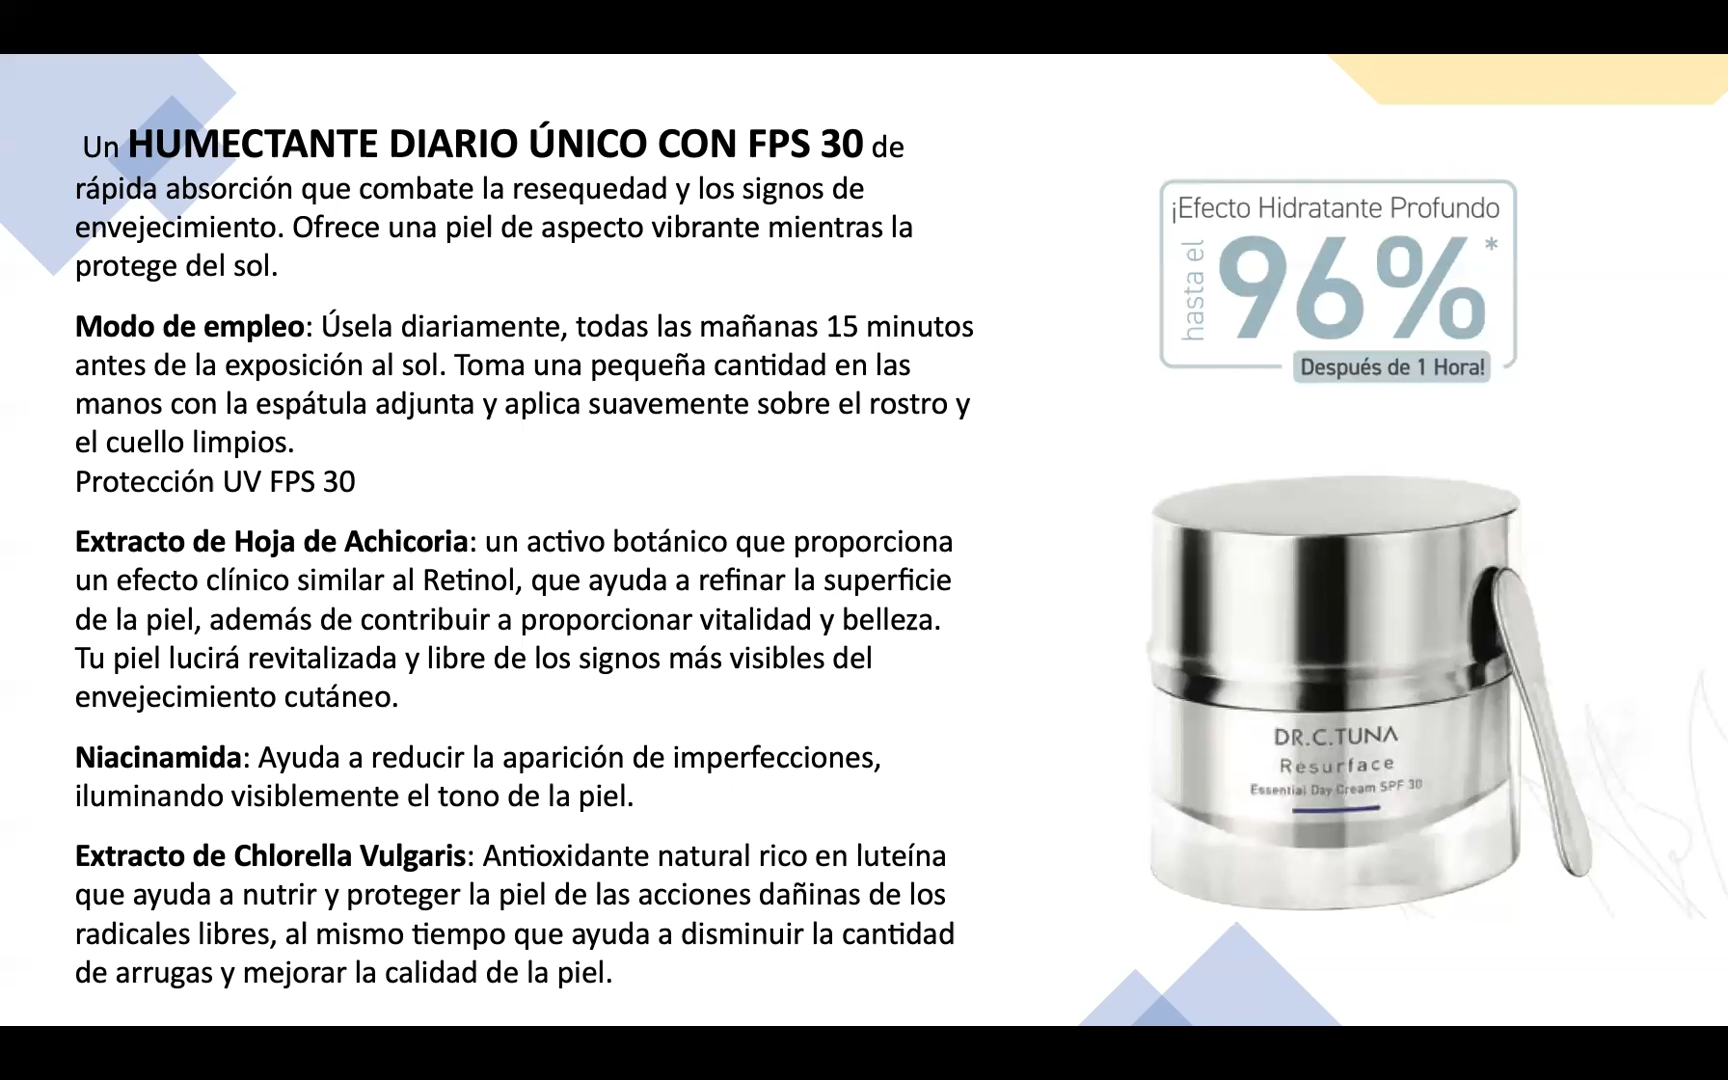 Un HUMECTANTE DIARIO ÚNICO CON FPS 30 de
rápida absorción que combate la resequedad y los signos de
envejecimiento. Ofrece una piel de aspecto vibrante mientras la
protege del sol.
Modo de empleo: Úsela diariamente, todas las mañanas 15 minutos
antes de la exposición al sol. Toma una pequeña cantidad en las
manos con la espátula adjunta y aplica suavemente sobre el rostro y
el cuello limpios.
Protección UV FPS 30
Extracto de Hoja de Achicoria: un activo botánico que proporciona
un efecto clínico similar al Retinol, que ayuda a refinar la superficie
de la piel, además de contribuir a proporcionar vitalidad y belleza.
Tu piel lucirá revitalizada y libre de los signos más visibles del
envejecimiento cutáneo.
Niacinamida: Ayuda a reducir la aparición de imperfecciones,
iluminando visiblemente el tono de la piel.
Extracto de Chlorella Vulgaris: Antioxidante natural rico en luteína
que ayuda a nutrir y proteger la piel de las acciones dañinas de los
radicales libres, al mismo tiempo que ayuda a disminuir la cantidad
de arrugas y mejorar la calidad de la piel.
¡Efecto Hidratante Profundo
hasta el
96%*
Después de 1 Hora!
DR.C.TUNA
Resurface
Essential Day Cream SPF 30